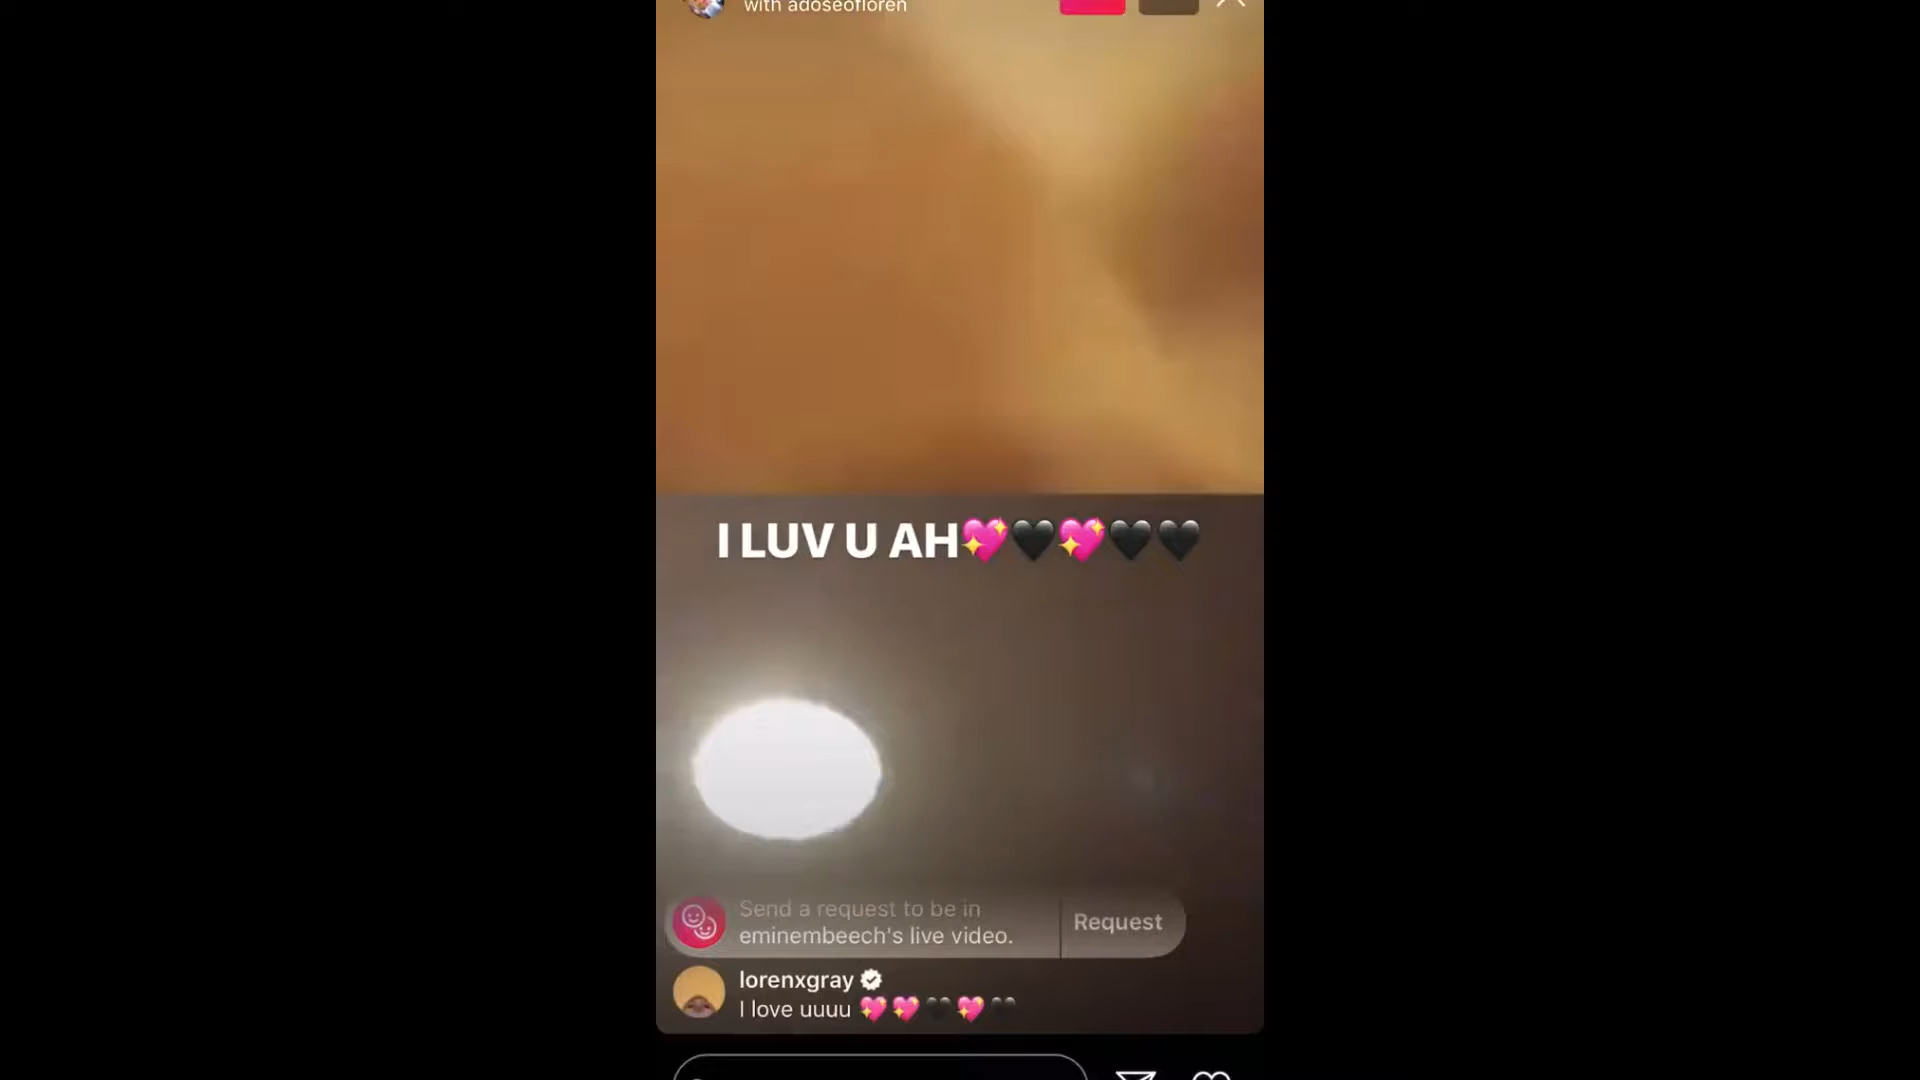 with adoseofloren
I LUV U AH💖🖤💖🖤🖤
Send a request to be in
eminembeech's live video.
Request
lorenxgray
I love uuuu 💖💖🖤💖🖤